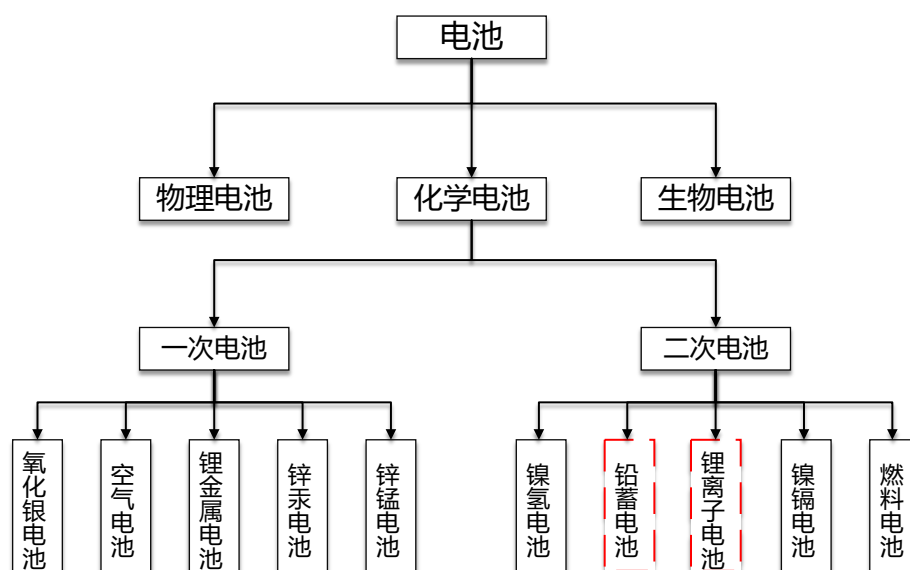 电池
物理电池
化学电池
生物电池
一次电池
二次电池
氧化银电池
空气电池
锂金属电池
锌汞电池
锌锰电池
镍氢电池
铅蓄电池
锂离子电池
镍镉电池
燃料电池